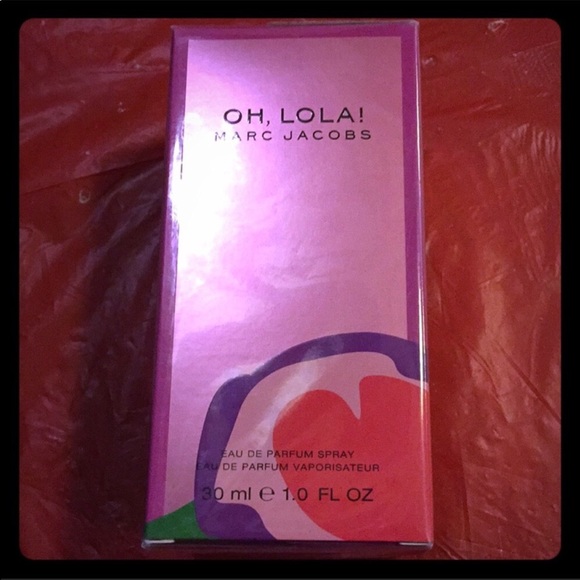 OH, LOLA!
MARC JACOBS
EAU DE PARFUM SPRAY
EAU DE PARFUM VAPORISATEUR
30 ml ℮ 1.0 FL OZ